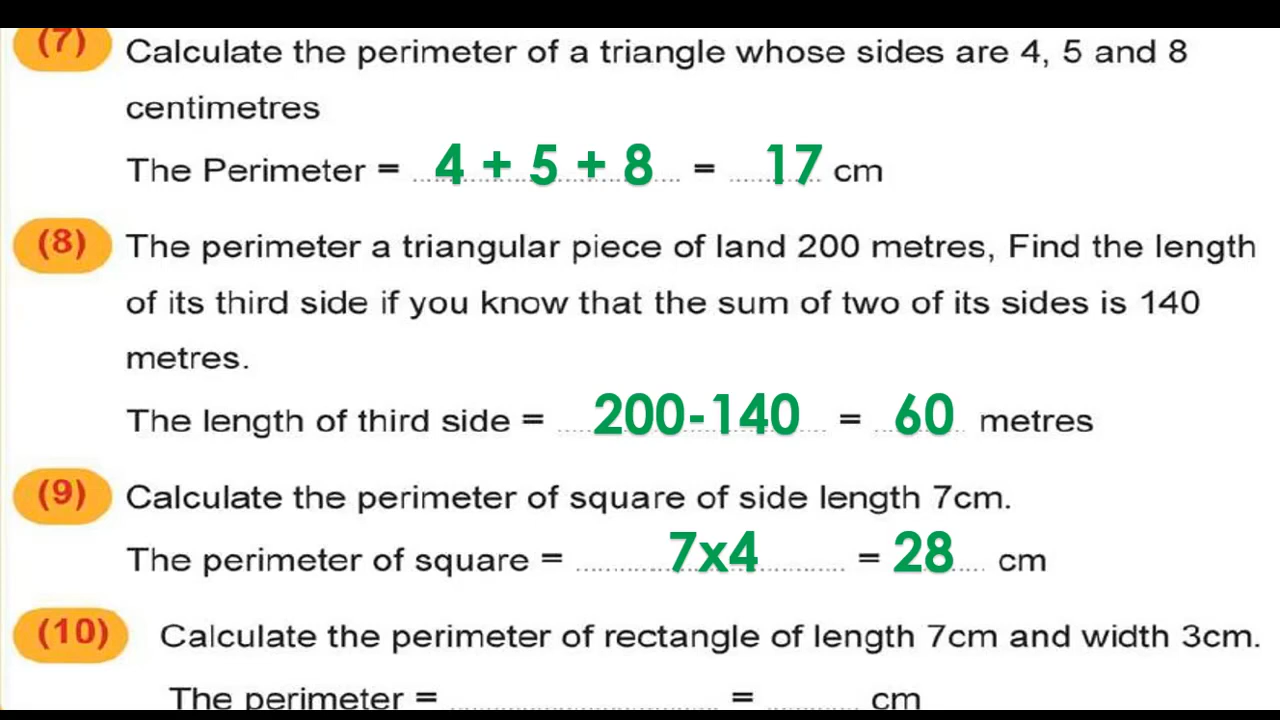 (7) Calculate the perimeter of a triangle whose sides are 4, 5 and 8
centimetres
The Perimeter = 4 + 5 + 8 = 17 cm
(8) The perimeter a triangular piece of land 200 metres, Find the length
of its third side if you know that the sum of two of its sides is 140
metres.
The length of third side = 200-140 = 60 metres
(9) Calculate the perimeter of square of side length 7cm.
The perimeter of square = 7x4 = 28 cm
(10) Calculate the perimeter of rectangle of length 7cm and width 3cm.
The perimeter = ........................ = ........ cm